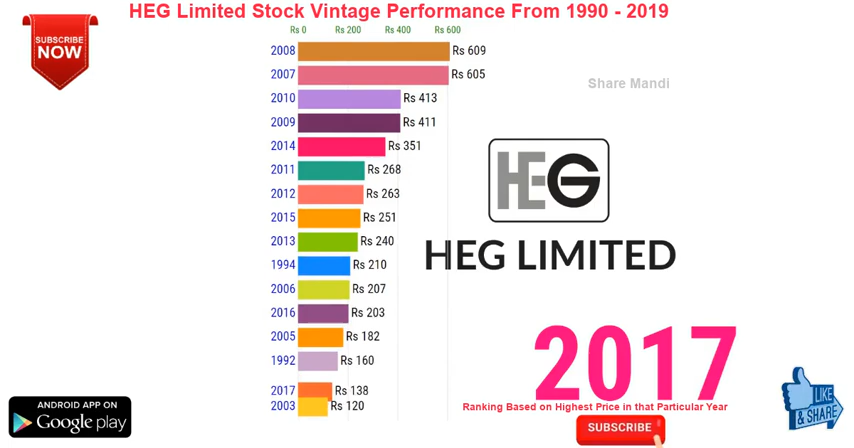 HEG Limited Stock Vintage Performance From 1990 - 2019
SUBSCRIBE
NOW
Rs 0 Rs 200 Rs 400 Rs 600
2008 Rs 609
2007 Rs 605
2010 Rs 413
2009 Rs 411
2014 Rs 351
2011 Rs 268
2012 Rs 263
2015 Rs 251
2013 Rs 240
1994 Rs 210
2006 Rs 207
2016 Rs 203
2005 Rs 182
1992 Rs 160
2017 Rs 138
2003 Rs 120
Share Mandi
HEG
HEG LIMITED
2017
Ranking Based on Highest Price in that Particular Year
SUBSCRIBE
ANDROID APP ON
Google play
LIKE
& SHARE